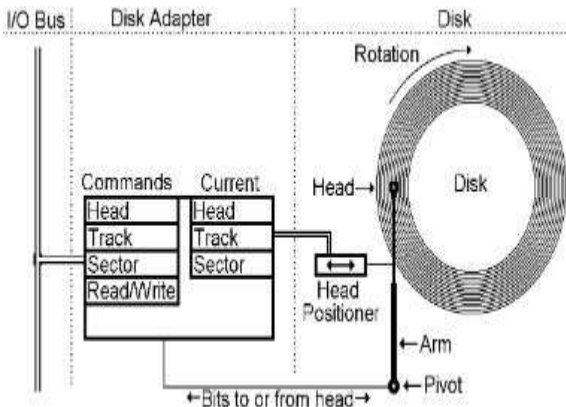 I/O Bus Disk Adapter Disk
Rotation
Commands Current
Head Head
Head
Disk
Track Track
Sector Sector
Read/Write
Head
Positioner
Arm
Bits to or from head
Pivot